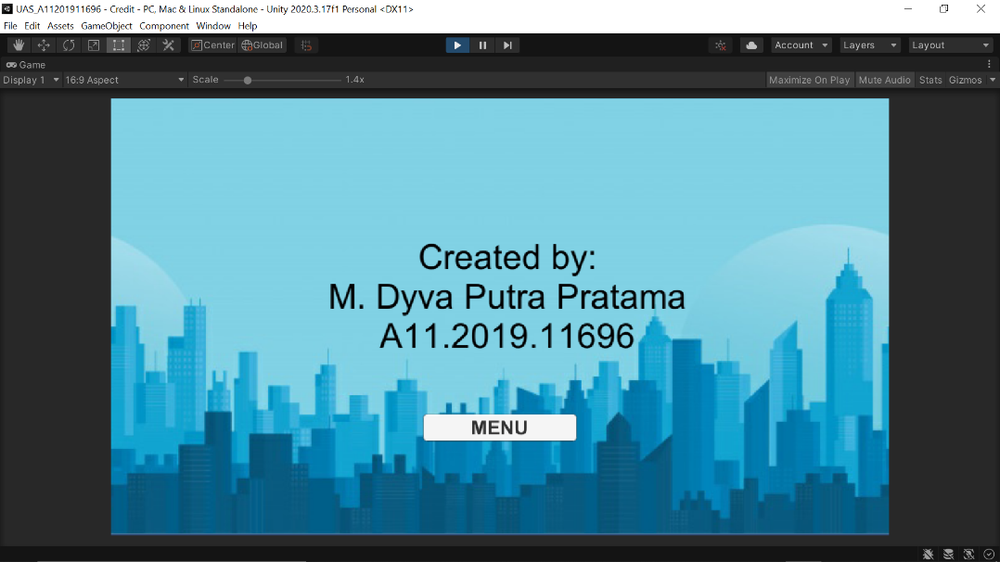 UAS_A11201911696 - Credit - PC, Mac & Linux Standalone - Unity 2020.3.17f1 Personal <DX11>
File Edit Assets GameObject Component Window Help
Center Global Account Layers Layout
Game
Display 1 16:9 Aspect Scale 1.4x Maximize On Play Mute Audio Stats Gizmos
Created by:
M. Dyva Putra Pratama
A11.2019.11696
MENU